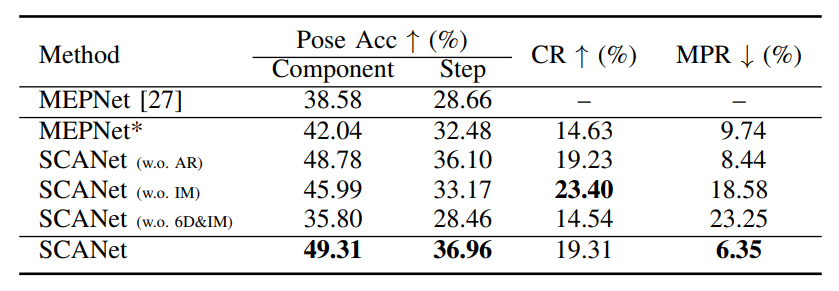 Method Pose Acc ↑ (%) CR ↑ (%) MPR ↓ (%)
Component Step
MEPNet [27] 38.58 28.66 – –
MEPNet* 42.04 32.48 14.63 9.74
SCANet (w.o. AR) 48.78 36.10 19.23 8.44
SCANet (w.o. IM) 45.99 33.17 23.40 18.58
SCANet (w.o. 6D&IM) 35.80 28.46 14.54 23.25
SCANet 49.31 36.96 19.31 6.35